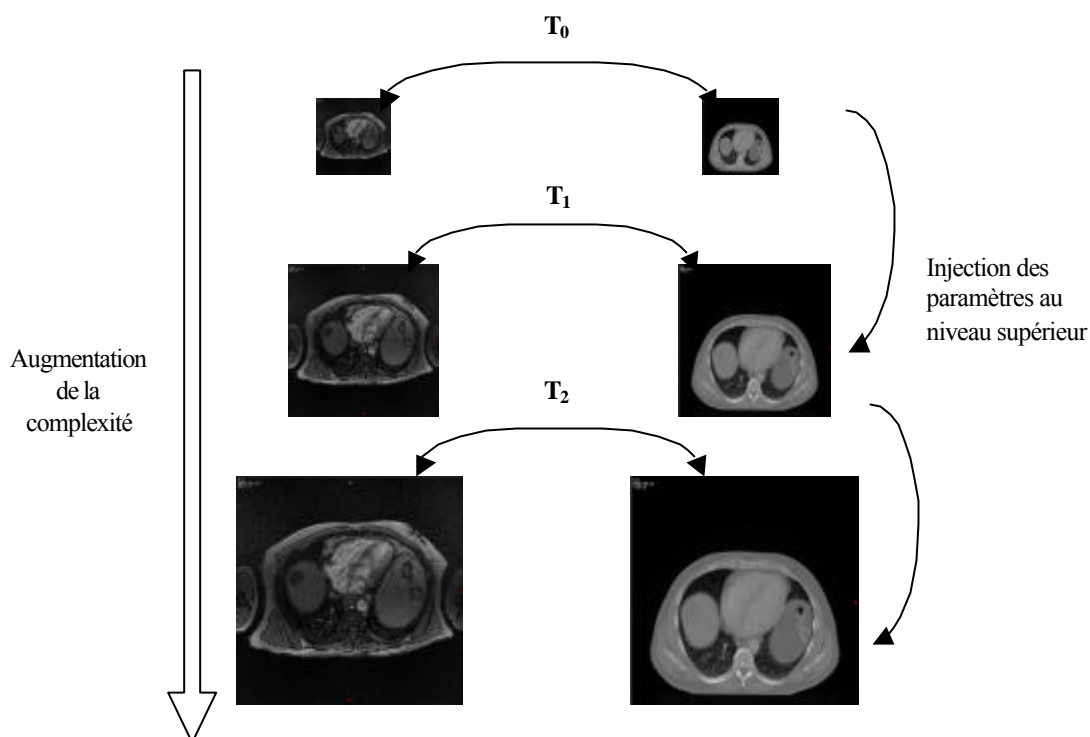 T₀
T₁
Injection des
paramètres au
niveau supérieur
Augmentation
de la
complexité
T₂